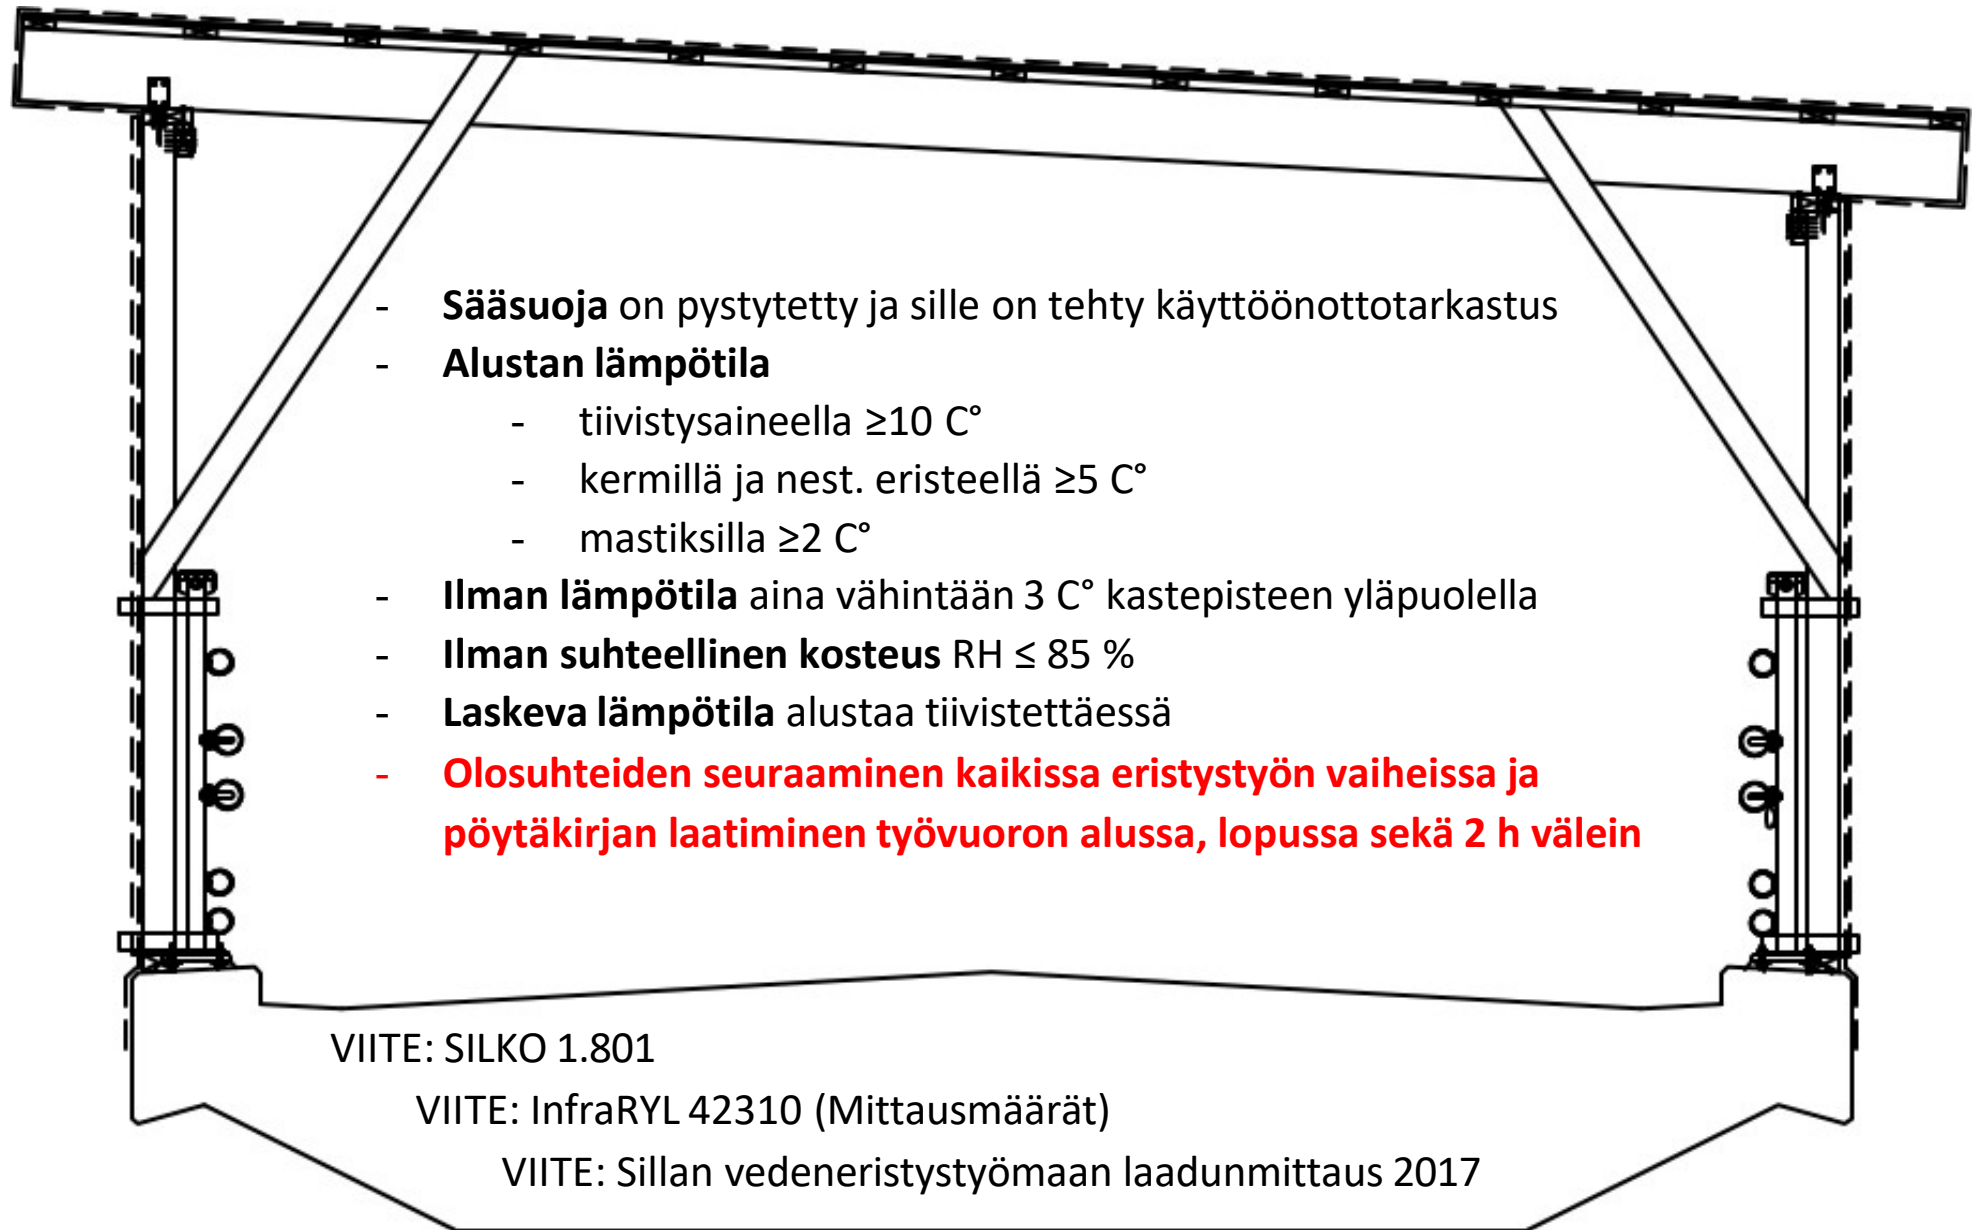 - Sääsuoja on pystytetty ja sille on tehty käyttöönottotarkastus
- Alustan lämpötila
- tiivistysaineella ≥10 C°
- kermillä ja nest. eristeellä ≥5 C°
- mastiksilla ≥2 C°
- Ilman lämpötila aina vähintään 3 C° kastepisteen yläpuolella
- Ilman suhteellinen kosteus RH ≤ 85 %
- Laskeva lämpötila alustaa tiivistettäessä
- Olosuhteiden seuraaminen kaikissa eristystyön vaiheissa ja
pöytäkirjan laatiminen työvuoron alussa, lopussa sekä 2 h välein
VIITE: SILKO 1.801
VIITE: InfraRYL 42310 (Mittausmäärät)
VIITE: Sillan vedeneristystyömaan laadunmittaus 2017